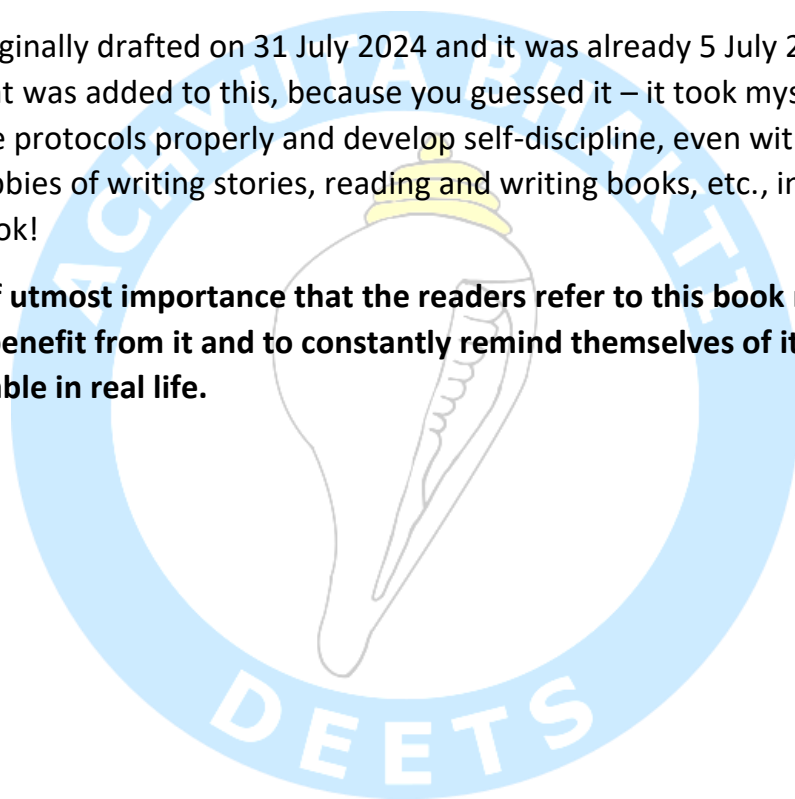 ginally drafted on 31 July 2024 and it was already 5 July 2
t was added to this, because you guessed it – it took mys
e protocols properly and develop self-discipline, even wit
bbies of writing stories, reading and writing books, etc., in
ok!
f utmost importance that the readers refer to this book
benefit from it and to constantly remind themselves of it
able in real life.
ACHYUTA BHAKTI
DEETS